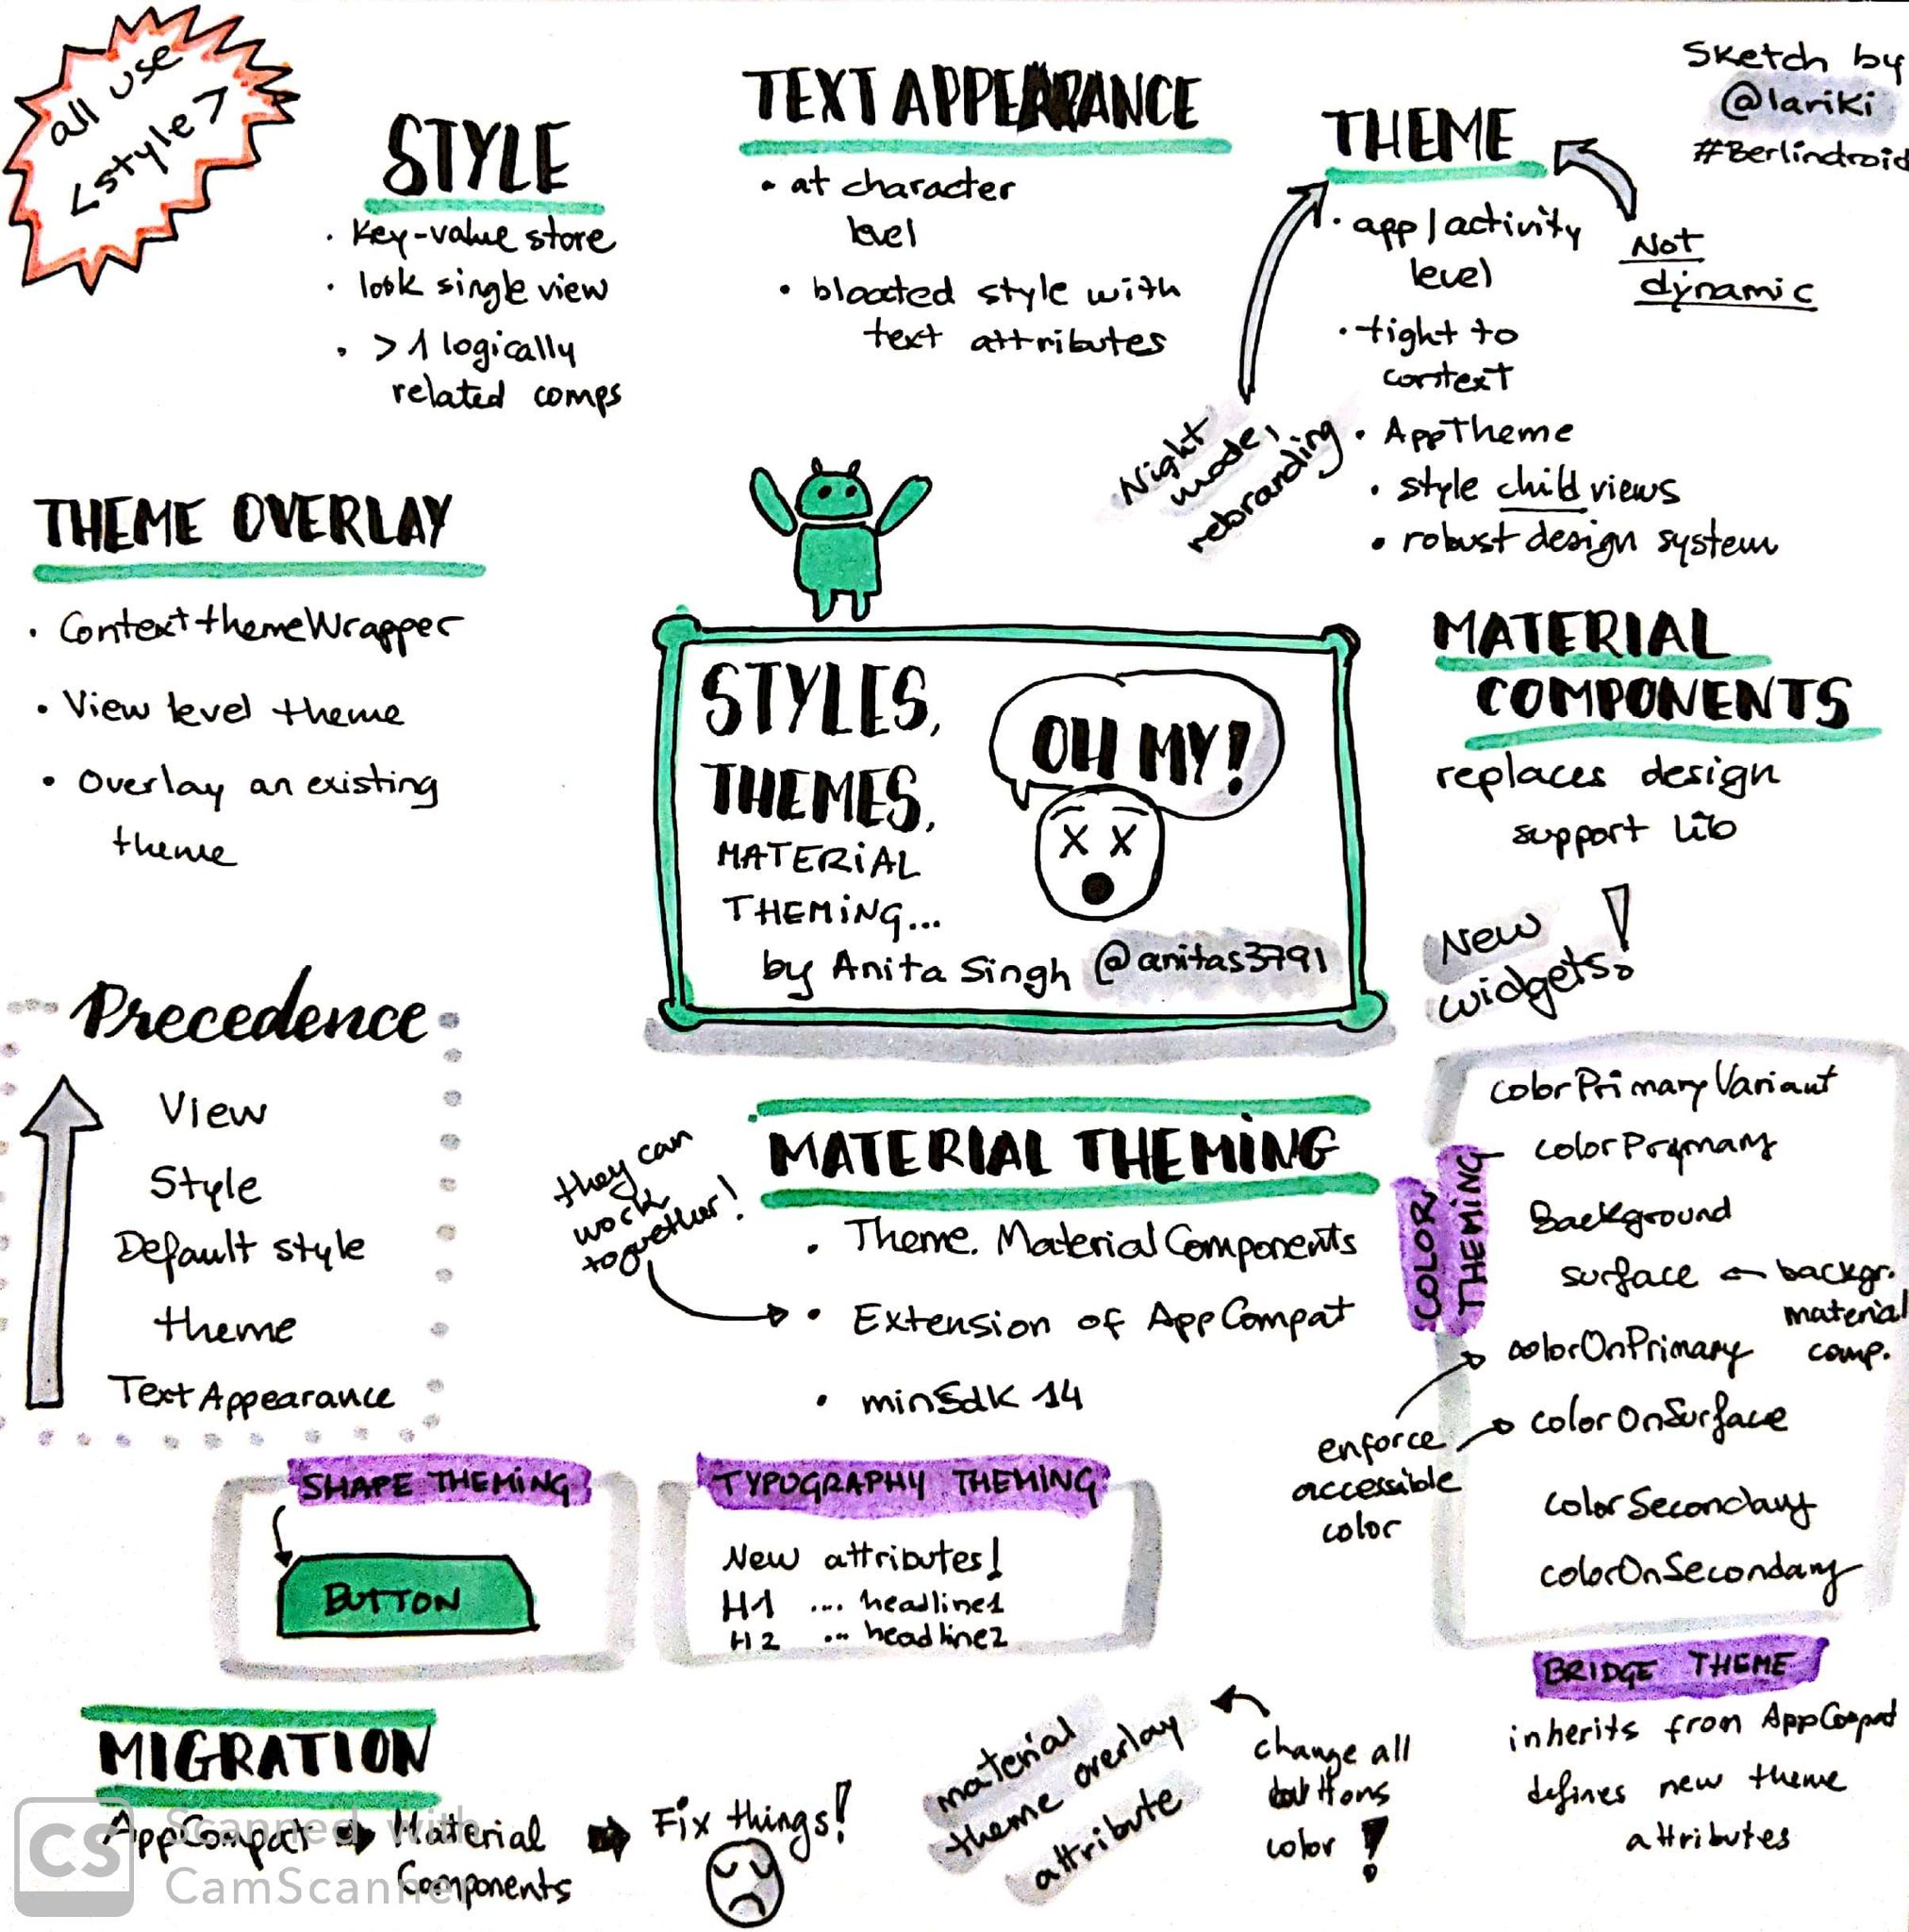 all use
<style>
STYLE
· Key-value store
· look single view
· >1 logically
related comps
TEXT APPEARANCE
• at character
level
• bloated style with
text attributes
THEME
· app/activity
level
· tight to
context
• AppTheme
• style child views
• robust design system
Night
mode,
rebranding
Not
dynamic
Sketch by
@lariki
#Berlindroid
THEME OVERLAY
· ContextthemeWrapper
• View level theme
• Overlay an existing
theme
STYLES,
THEMES,
MATERIAL
THEMING...
by Anita Singh @anitas3791
OH MY!
MATERIAL
COMPONENTS
replaces design
support lib
New
widgets!
Precedence
View
Style
Default style
theme
Text Appearance
MATERIAL THEMING
• Theme.MaterialComponents
• Extension of AppCompat
• minSdk 14
they can
work
together!
COLOR
THEMING
colorPrimaryVariant
colorPrymary
Background
surface ← backgr.
material
comp.
colorOnPrimary
colorOnSurface
colorSecondary
colorOnSecondary
enforce
accessible
color
SHAPE THEMING
BUTTON
TYPOGRAPHY THEMING
New attributes!
H1 .... headline1
H2 ... headline2
BRIDGE THEME
inherits from AppCompat
defines new theme
attributes
MIGRATION
AppCompat → Material
Components
→ Fix things!
material
theme overlay
attribute
change all
buttons
color!
CS
Scanned with
CamScanner